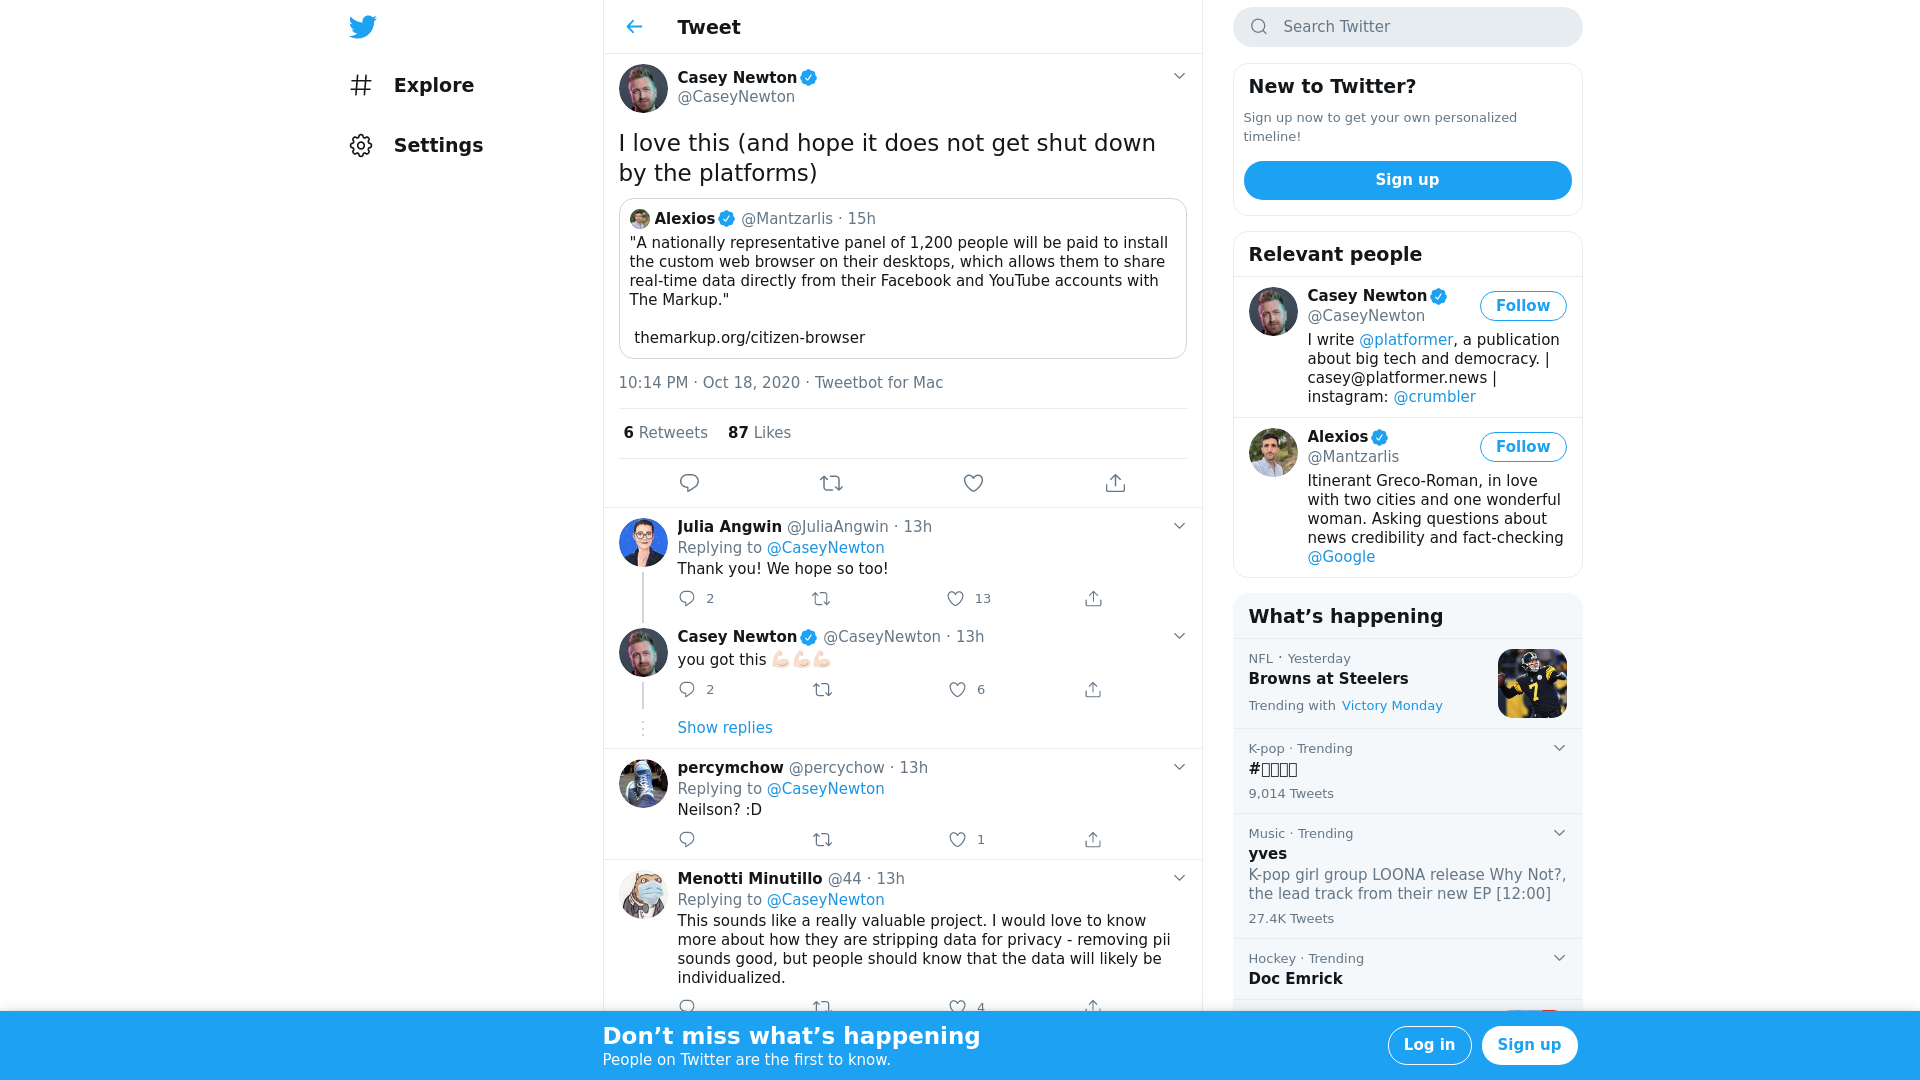 Explore
Settings
Tweet
Casey Newton
@CaseyNewton
I love this (and hope it does not get shut down
by the platforms)
Alexios @Mantzarlis · 15h
"A nationally representative panel of 1,200 people will be paid to install
the custom web browser on their desktops, which allows them to share
real-time data directly from their Facebook and YouTube accounts with
The Markup."
themarkup.org/citizen-browser
10:14 PM · Oct 18, 2020 · Tweetbot for Mac
6 Retweets 87 Likes
Julia Angwin @JuliaAngwin · 13h
Replying to @CaseyNewton
Thank you! We hope so too!
2 13
Casey Newton @CaseyNewton · 13h
you got this 💪🏻💪🏻💪🏻
2 6
Show replies
percymchow @percychow · 13h
Replying to @CaseyNewton
Neilson? :D
1
Menotti Minutillo @44 · 13h
Replying to @CaseyNewton
This sounds like a really valuable project. I would love to know
more about how they are stripping data for privacy - removing pii
sounds good, but people should know that the data will likely be
individualized.
4
Search Twitter
New to Twitter?
Sign up now to get your own personalized
timeline!
Sign up
Relevant people
Casey Newton
@CaseyNewton
Follow
I write @platformer, a publication
about big tech and democracy. |
casey@platformer.news |
instagram: @crumbler
Alexios
@Mantzarlis
Follow
Itinerant Greco-Roman, in love
with two cities and one wonderful
woman. Asking questions about
news credibility and fact-checking
@Google
What's happening
NFL · Yesterday
Browns at Steelers
Trending with Victory Monday
K-pop · Trending
#
9,014 Tweets
Music · Trending
yves
K-pop girl group LOONA release Why Not?,
the lead track from their new EP [12:00]
27.4K Tweets
Hockey · Trending
Doc Emrick
Don't miss what's happening
People on Twitter are the first to know.
Log in
Sign up